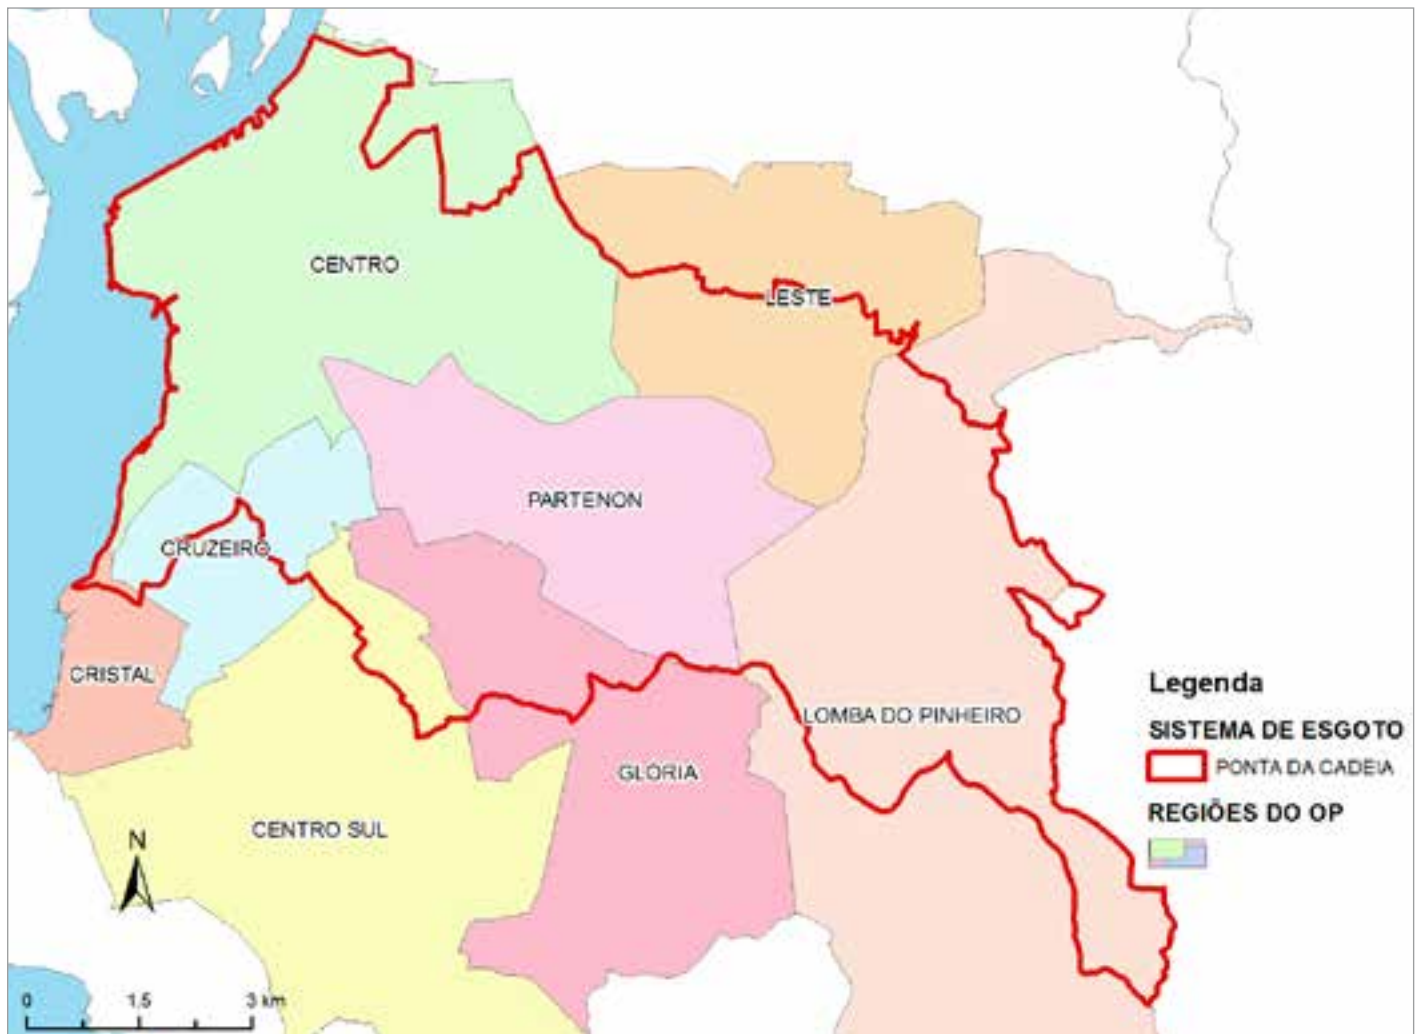 CENTRO
LESTE
PARTENON
CRUZEIRO
CRISTAL
LOMBA DO PINHEIRO
GLÓRIA
CENTRO SUL
N
0 1,5 3 km
Legenda
SISTEMA DE ESGOTO
PONTA DA CADEIA
REGIÕES DO OP